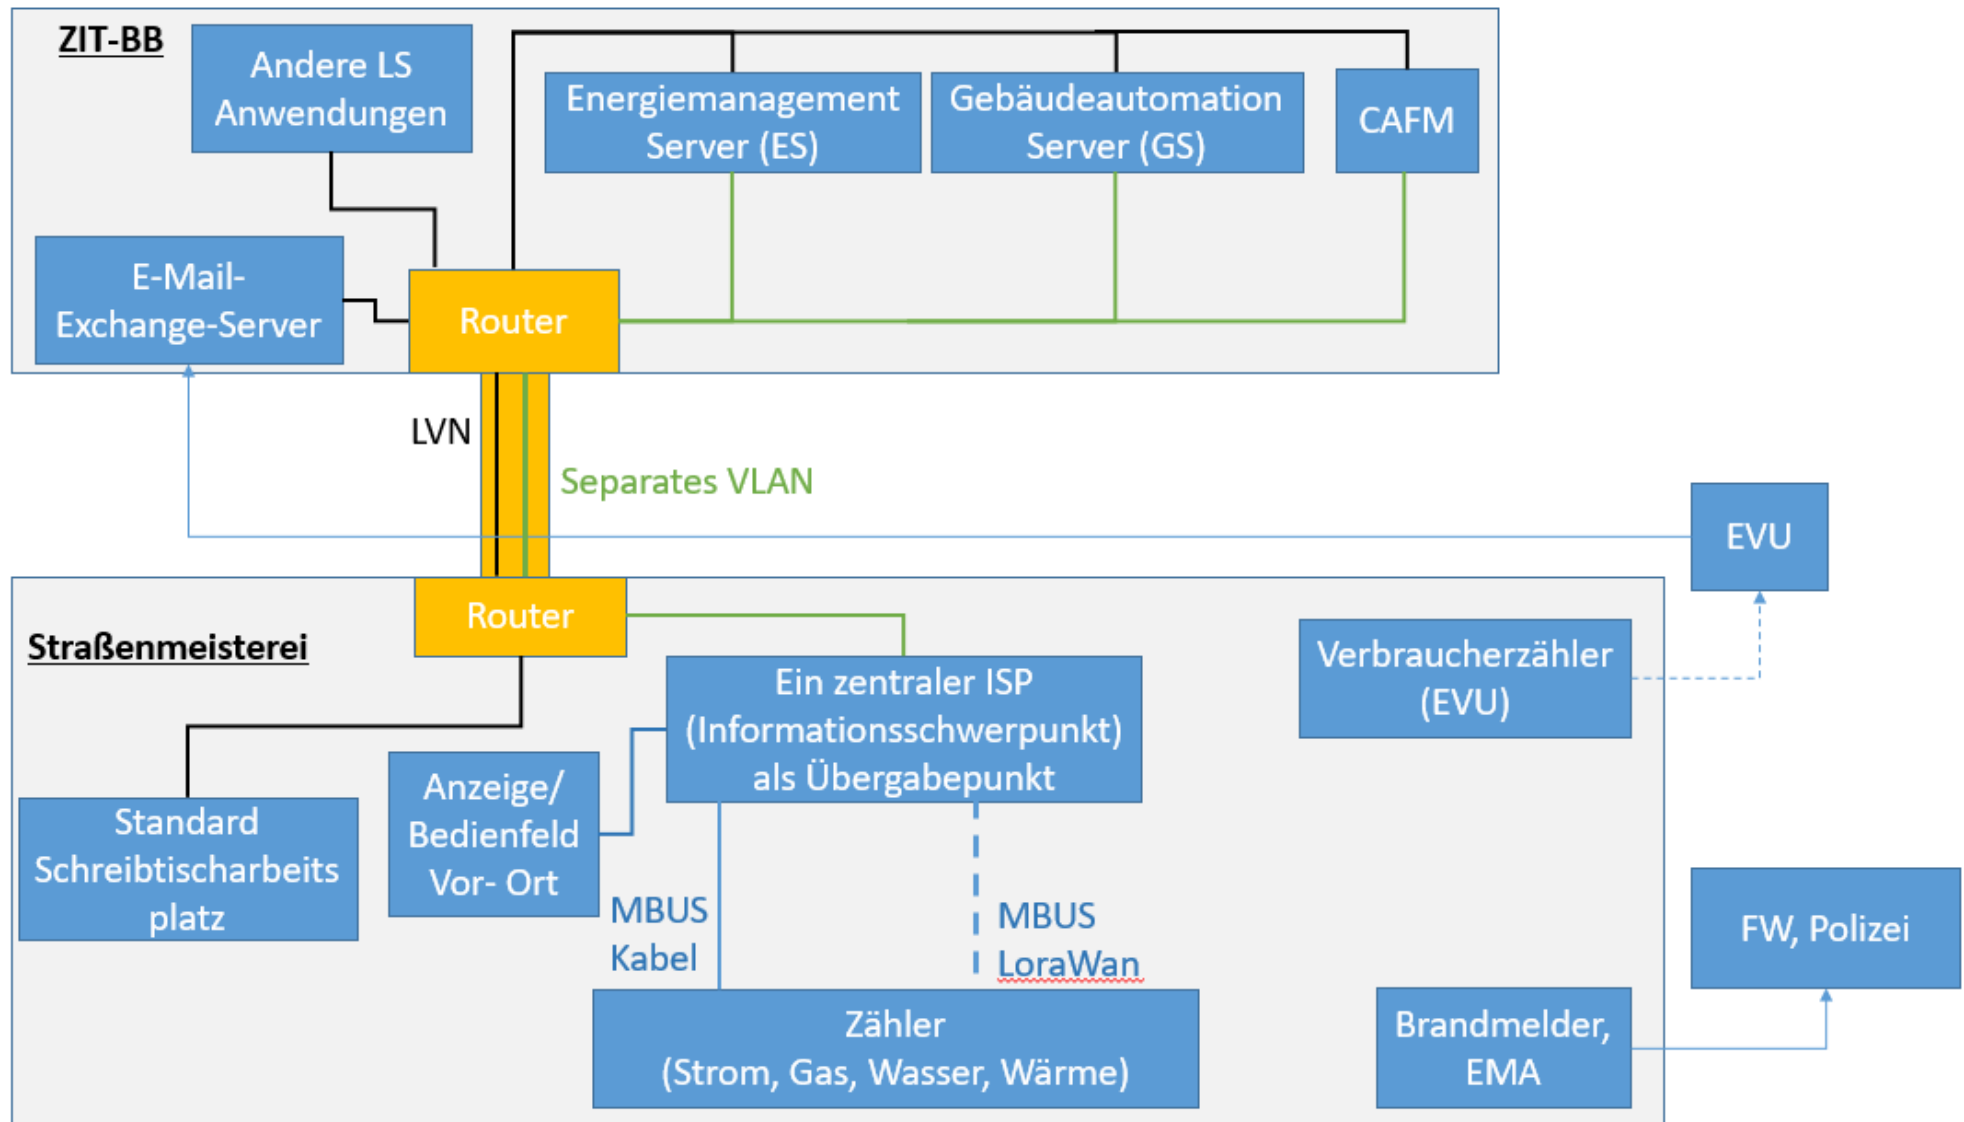 ZIT-BB
Andere LS
Anwendungen
Energiemanagement
Server (ES)
Gebäudeautomation
Server (GS)
CAFM
E-Mail-
Exchange-Server
Router
LVN
Separates VLAN
EVU
Router
Straßenmeisterei
Ein zentraler ISP
(Informationsschwerpunkt)
als Übergabepunkt
Verbraucherzähler
(EVU)
Anzeige/
Bedienfeld
Vor- Ort
Standard
Schreibtischarbeits
platz
MBUS
Kabel
MBUS
LoraWan
FW, Polizei
Zähler
(Strom, Gas, Wasser, Wärme)
Brandmelder,
EMA